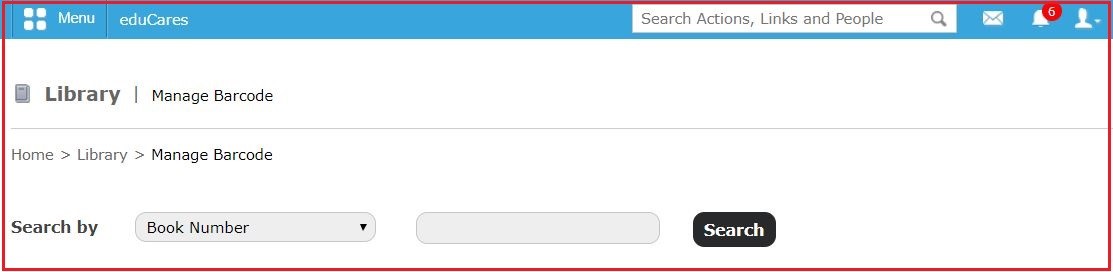 Menu eduCares Search Actions, Links and People 6
Library | Manage Barcode
Home > Library > Manage Barcode
Search by Book Number Search